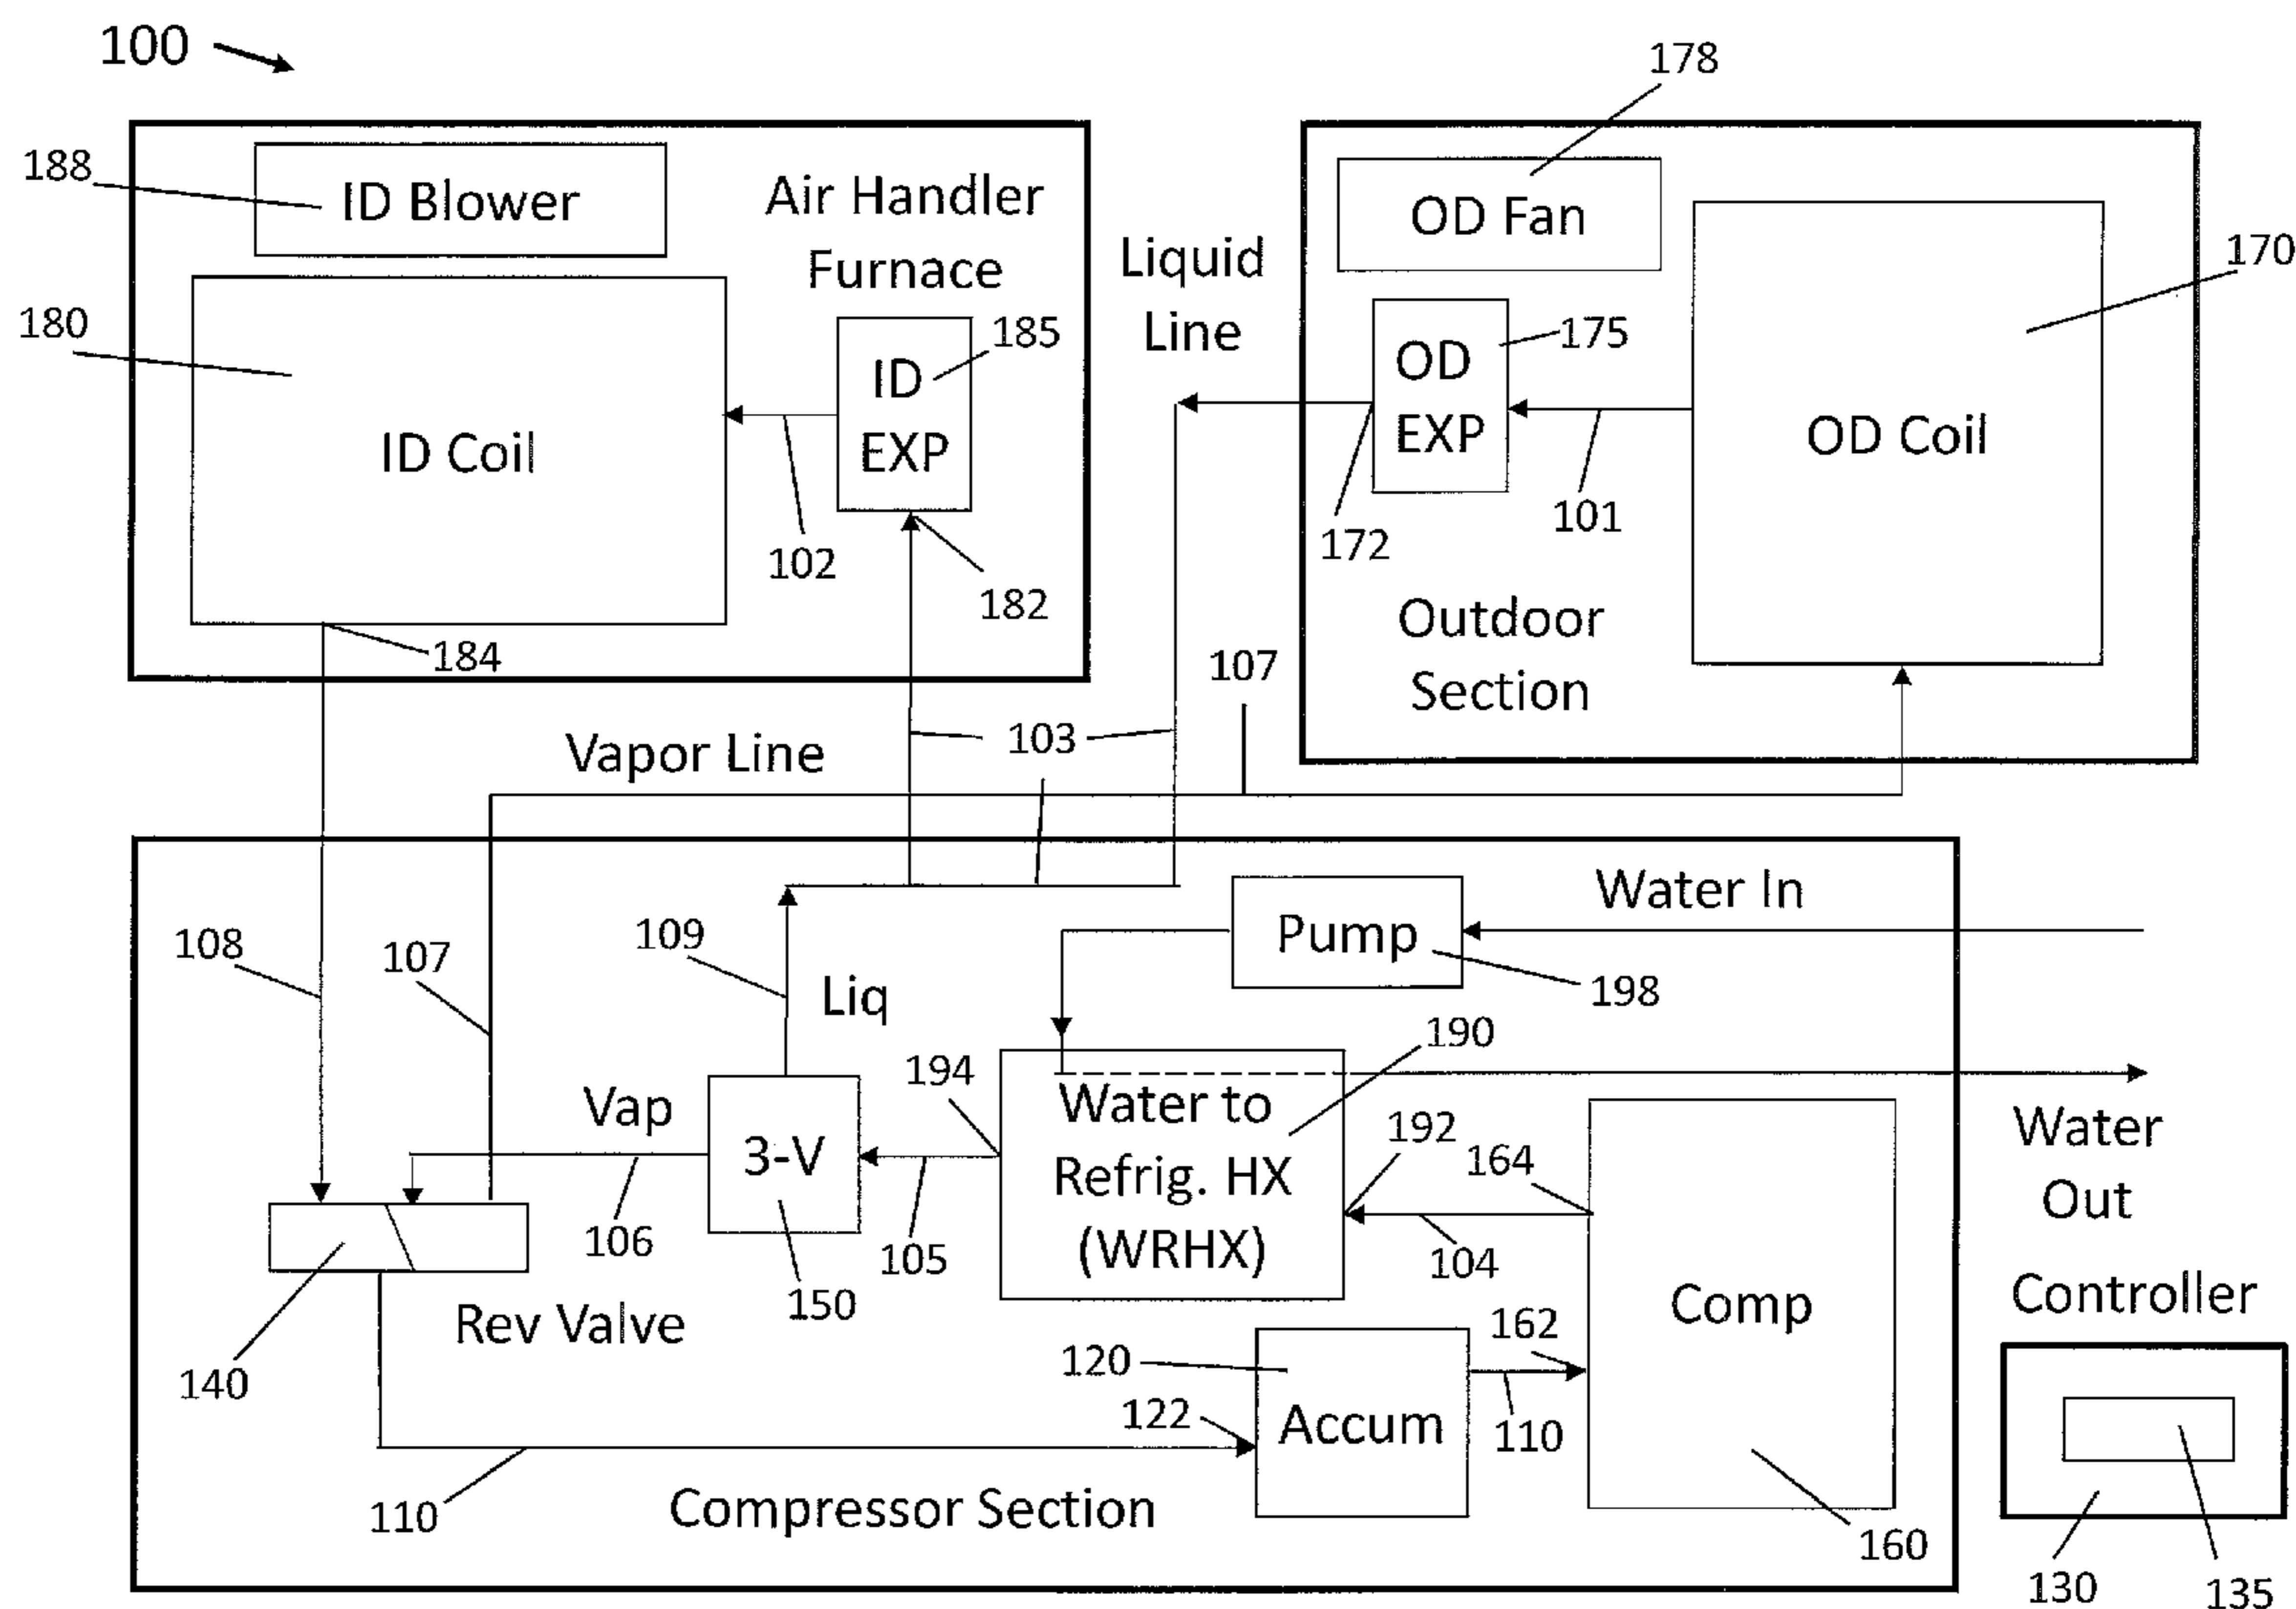 100
178
188
ID Blower
Air Handler
Furnace
OD Fan
170
Liquid
Line
180
185
175
ID
EXP
OD
EXP
ID Coil
OD Coil
102
101
172
182
184
Outdoor
Section
107
103
Vapor Line
Water In
108
107
109
Liq
Pump
198
190
194
Vap
3-V
Water to
Refrig. HX
(WRHX)
192
164
Water
Out
106
105
104
150
Rev Valve
140
Comp
Controller
162
120
Accum
122
110
110
Compressor Section
160
130
135